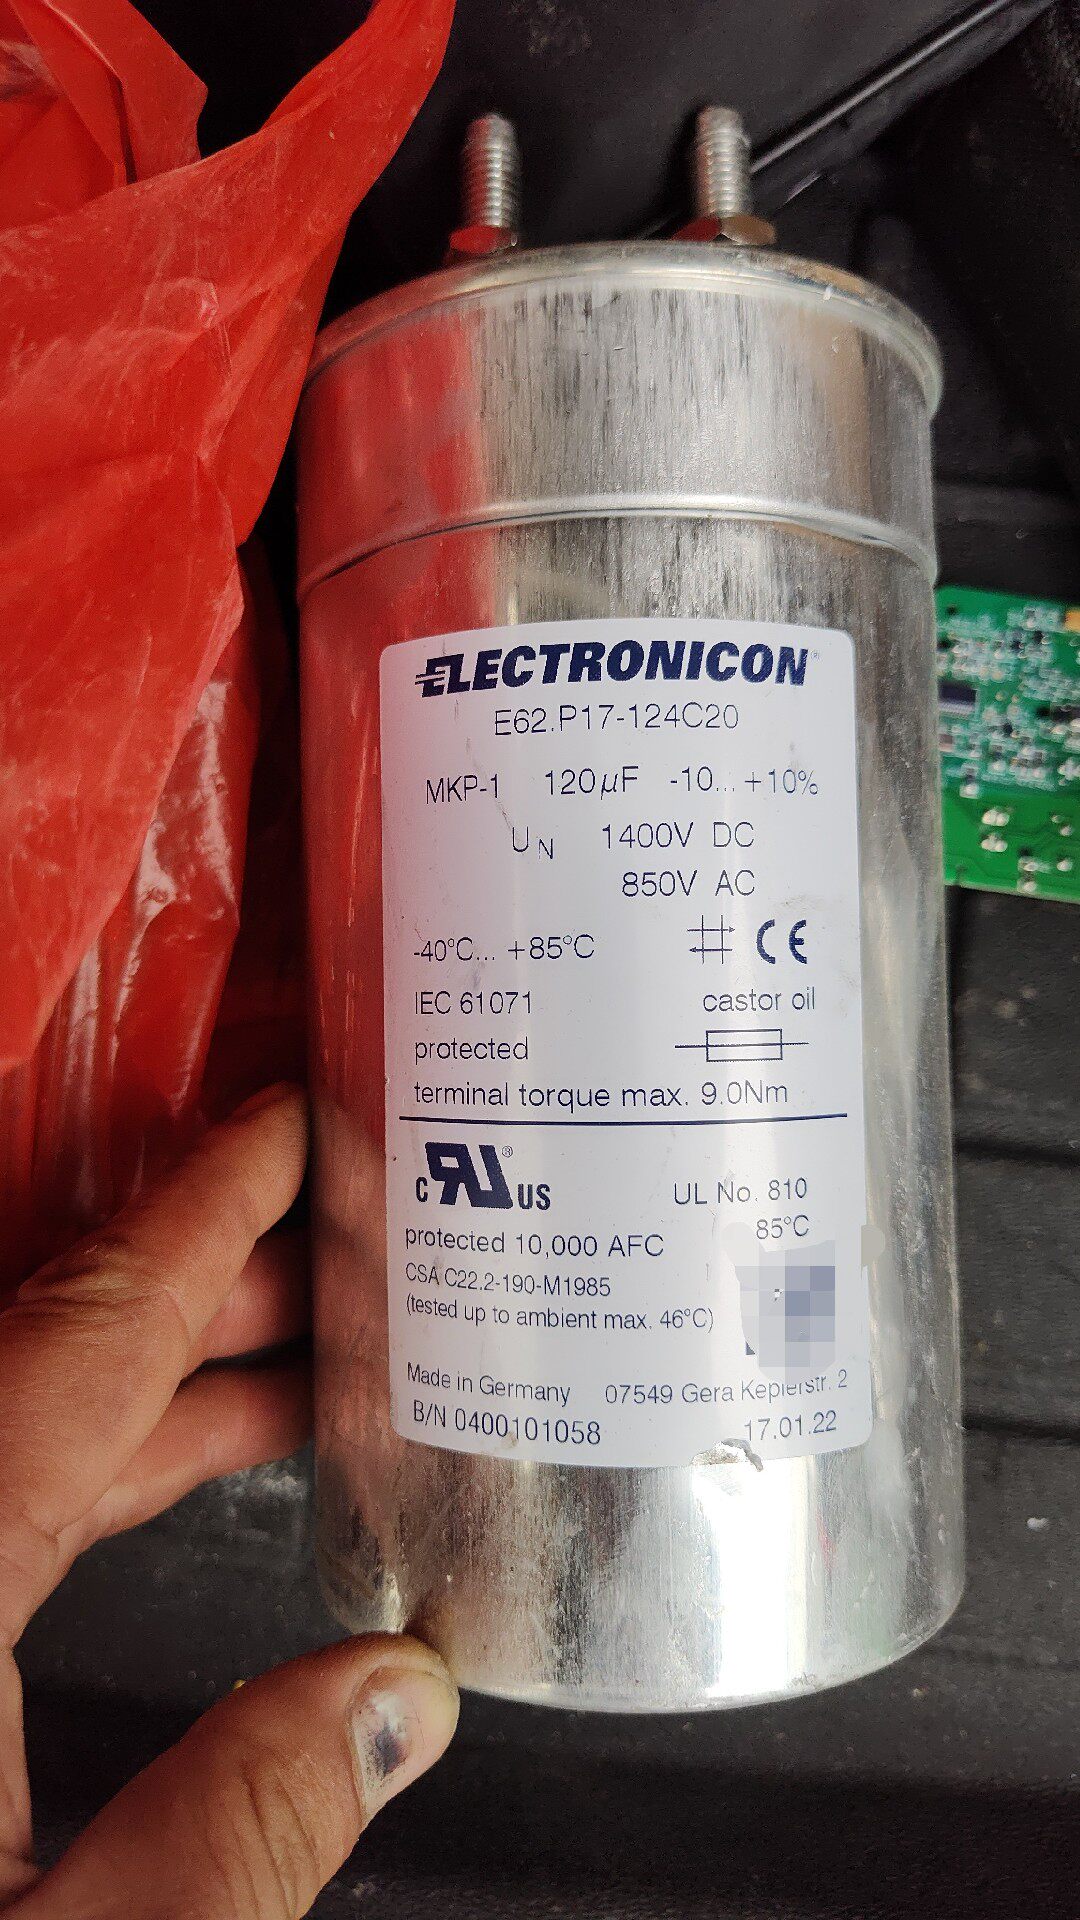 ELECTRONICON®
E62.P17-124C20
MKP-1 120µF -10... +10%
UN 1400V DC
850V AC
-40°C... +85°C CE
IEC 61071 castor oil
protected
terminal torque max. 9.0Nm
c RU® US UL No. 810
protected 10,000 AFC 85°C
CSA C22.2-190-M1985
(tested up to ambient max. 46°C)
Made in Germany 07549 Gera Keplerstr. 2
B/N 0400101058 17.01.22